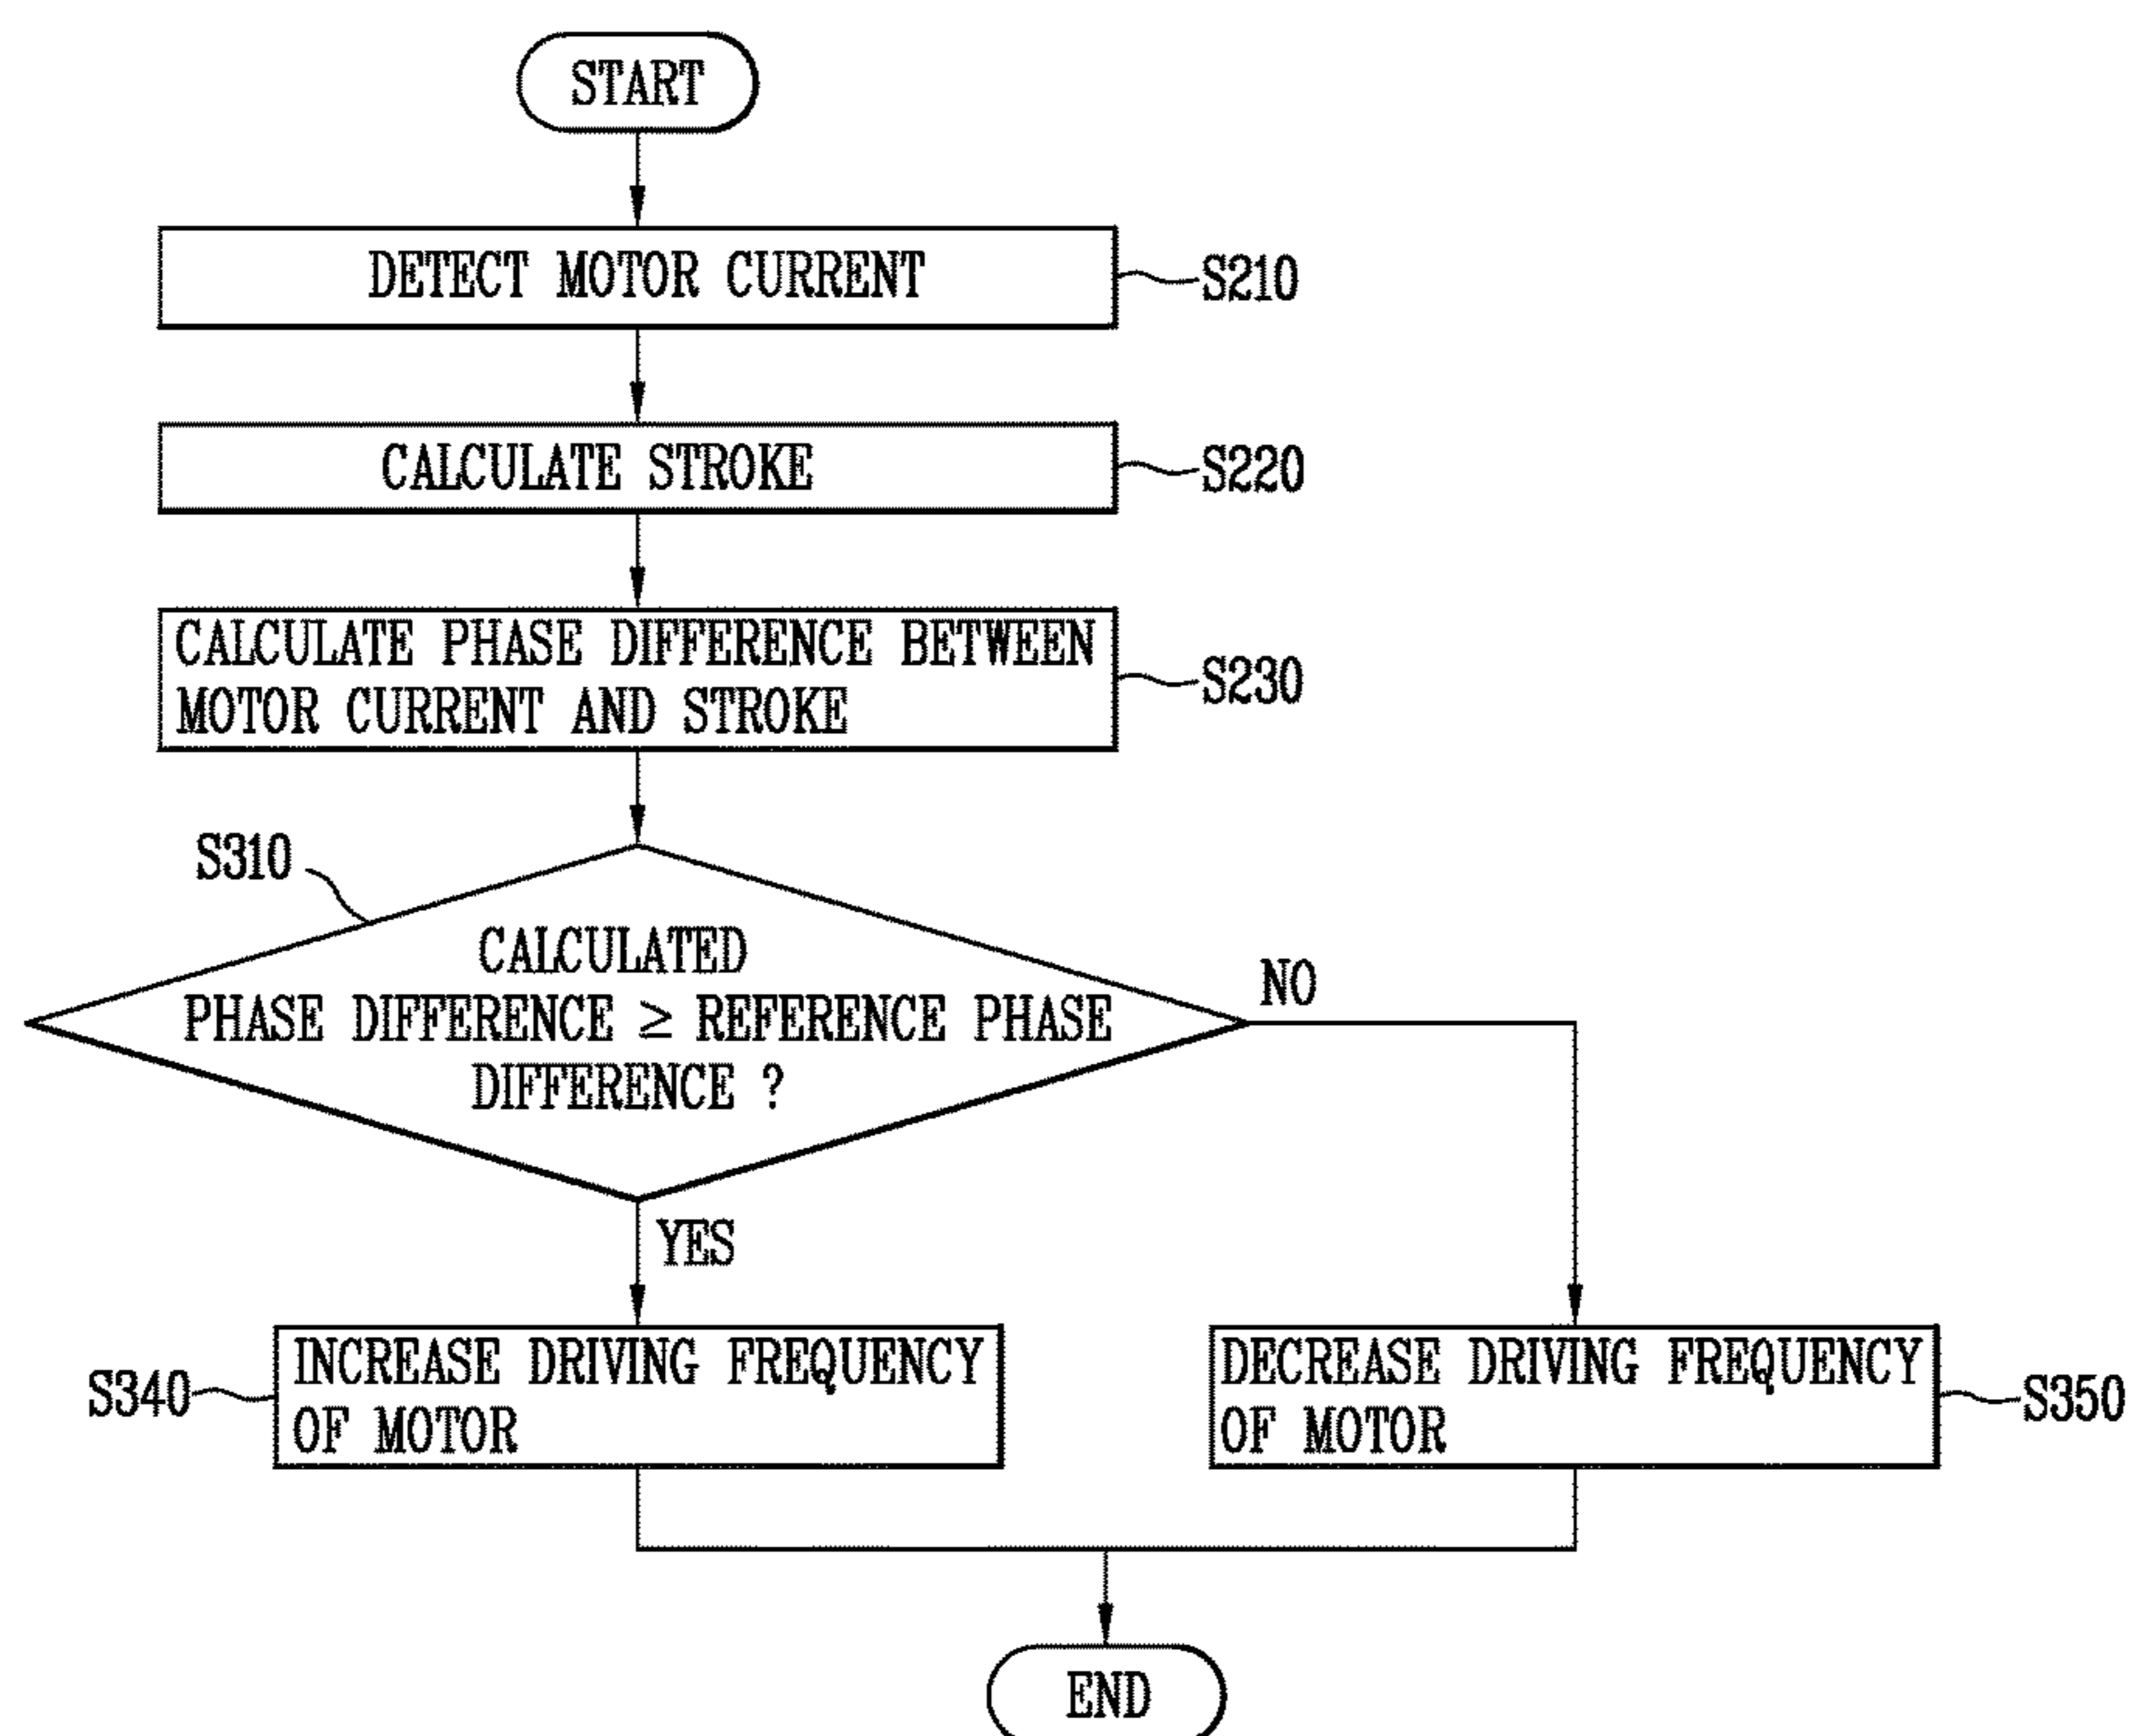 START
DETECT MOTOR CURRENT
S210
CALCULATE STROKE
S220
CALCULATE PHASE DIFFERENCE BETWEEN
MOTOR CURRENT AND STROKE
S230
S310
CALCULATED
PHASE DIFFERENCE ≥ REFERENCE PHASE
DIFFERENCE ?
NO
YES
S340
INCREASE DRIVING FREQUENCY
OF MOTOR
DECREASE DRIVING FREQUENCY
OF MOTOR
S350
END